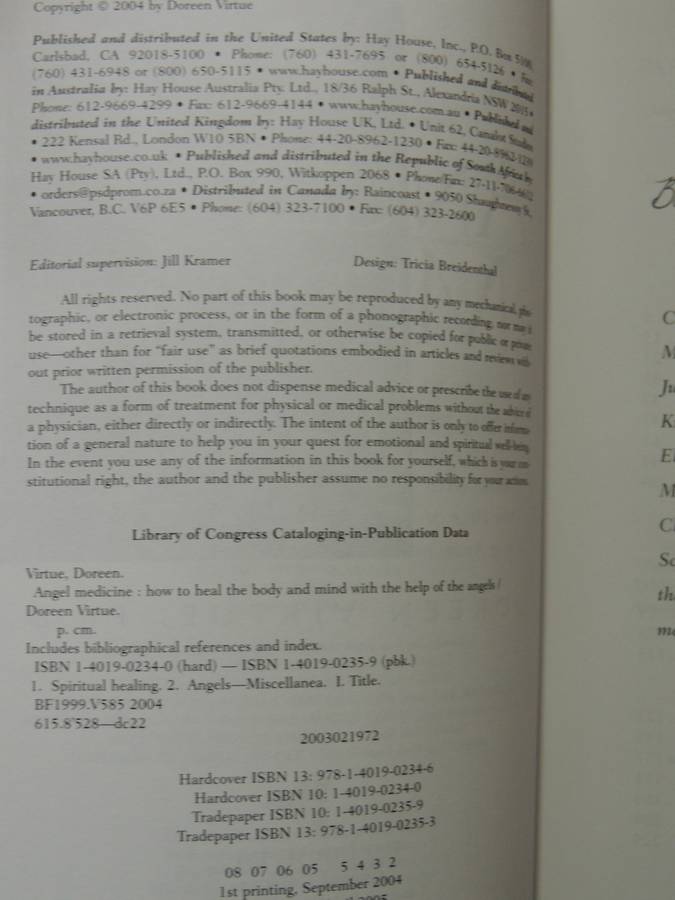 Copyright © 2004 by Doreen Virtue
Published and distributed in the United States by: Hay House, Inc., P.O. Box 5100,
Carlsbad, CA 92018-5100 • Phone: (760) 431-7695 or (800) 654-5126 • Fax:
(760) 431-6948 or (800) 650-5115 • www.hayhouse.com • Published and distributed
in Australia by: Hay House Australia Pty. Ltd., 18/36 Ralph St., Alexandria NSW 2015 •
Phone: 612-9669-4299 • Fax: 612-9669-4144 • www.hayhouse.com.au • Published and
distributed in the United Kingdom by: Hay House UK, Ltd. • Unit 62, Canalot Studios
• 222 Kensal Rd., London W10 5BN • Phone: 44-20-8962-1230 • Fax: 44-20-8962-1239
• www.hayhouse.co.uk • Published and distributed in the Republic of South Africa by:
Hay House SA (Pty), Ltd., P.O. Box 990, Witkoppen 2068 • Phone/Fax: 27-11-706-6612
• orders@psdprom.co.za • Distributed in Canada by: Raincoast • 9050 Shaughnessy St.,
Vancouver, B.C. V6P 6E5 • Phone: (604) 323-7100 • Fax: (604) 323-2600
Editorial supervision: Jill Kramer Design: Tricia Breidenthal
All rights reserved. No part of this book may be reproduced by any mechanical, pho-
tographic, or electronic process, or in the form of a phonographic recording; nor may it
be stored in a retrieval system, transmitted, or otherwise be copied for public or private
use—other than for "fair use" as brief quotations embodied in articles and reviews with-
out prior written permission of the publisher.
The author of this book does not dispense medical advice or prescribe the use of any
technique as a form of treatment for physical or medical problems without the advice of
a physician, either directly or indirectly. The intent of the author is only to offer informa-
tion of a general nature to help you in your quest for emotional and spiritual well-being.
In the event you use any of the information in this book for yourself, which is your con-
stitutional right, the author and the publisher assume no responsibility for your actions.
Library of Congress Cataloging-in-Publication Data
Virtue, Doreen.
Angel medicine : how to heal the body and mind with the help of the angels /
Doreen Virtue.
p. cm.
Includes bibliographical references and index.
ISBN 1-4019-0234-0 (hard) — ISBN 1-4019-0235-9 (pbk.)
1. Spiritual healing. 2. Angels—Miscellanea. I. Title.
BF1999.V585 2004
615.8'528—dc22
2003021972
Hardcover ISBN 13: 978-1-4019-0234-6
Hardcover ISBN 10: 1-4019-0234-0
Tradepaper ISBN 10: 1-4019-0235-9
Tradepaper ISBN 13: 978-1-4019-0235-3
08 07 06 05 5 4 3 2
1st printing, September 2004